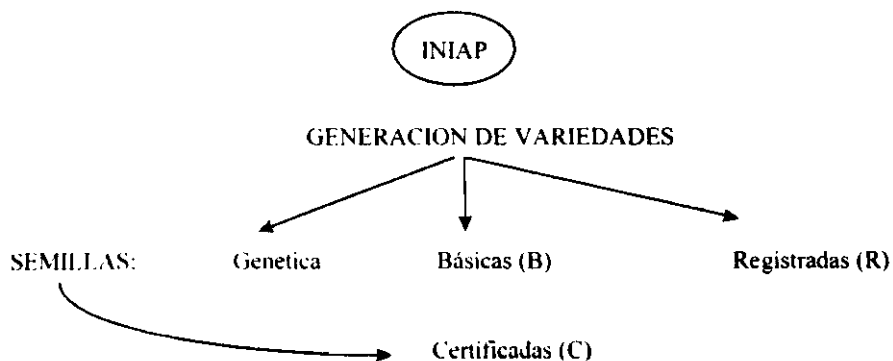 INIAP
GENERACION DE VARIEDADES
SEMILLAS: Genetica Básicas (B) Registradas (R)
Certificadas (C)